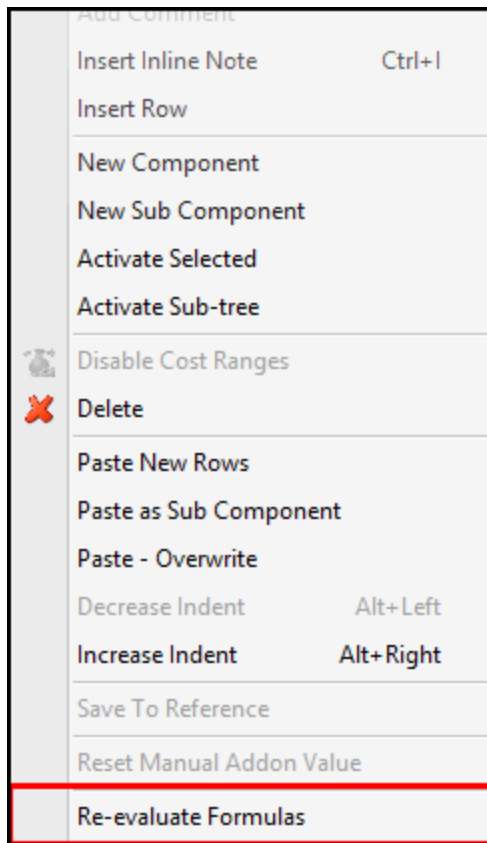 Add Comment
Insert Inline Note Ctrl+I
Insert Row
New Component
New Sub Component
Activate Selected
Activate Sub-tree
Disable Cost Ranges
Delete
Paste New Rows
Paste as Sub Component
Paste - Overwrite
Decrease Indent Alt+Left
Increase Indent Alt+Right
Save To Reference
Reset Manual Addon Value
Re-evaluate Formulas